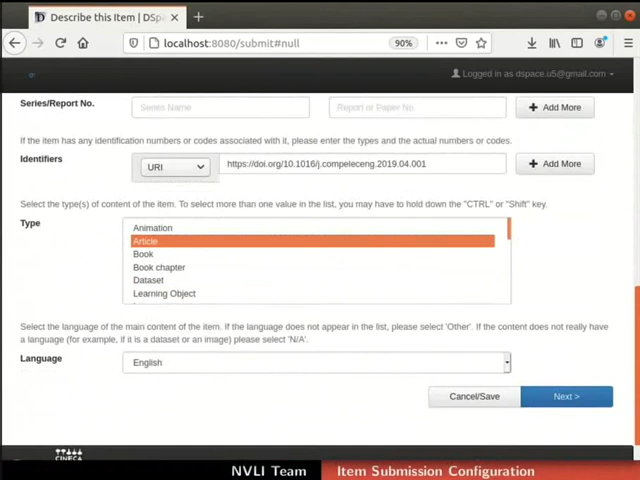 Describe this Item | DSpa
localhost:8080/submit#null
90%
Logged in as dspace.u5@gmail.com
Series/Report No.
Series Name
Report or Paper No.
Add More
If the item has any identification numbers or codes associated with it, please enter the types and the actual numbers or codes.
Identifiers
URI
https://doi.org/10.1016/j.compeleceng.2019.04.001
Add More
Select the type(s) of content of the item. To select more than one value in the list, you may have to hold down the "CTRL" or "Shift" key.
Type
Animation
Article
Book
Book chapter
Dataset
Learning Object
Select the language of the main content of the item. If the language does not appear in the list, please select 'Other'. If the content does not really have
a language (for example, if it is a dataset or an image) please select 'N/A'.
Language
English
Cancel/Save
Next >
CINECA
NVLI Team
Item Submission Configuration